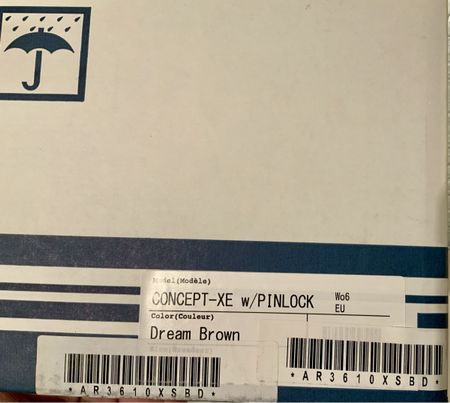 Model(Modèle)
CONCEPT-XE w/PINLOCK
Wo6
EU
Color(Couleur)
Dream Brown
*AR3610XSBD*
*AR3610XSBD*